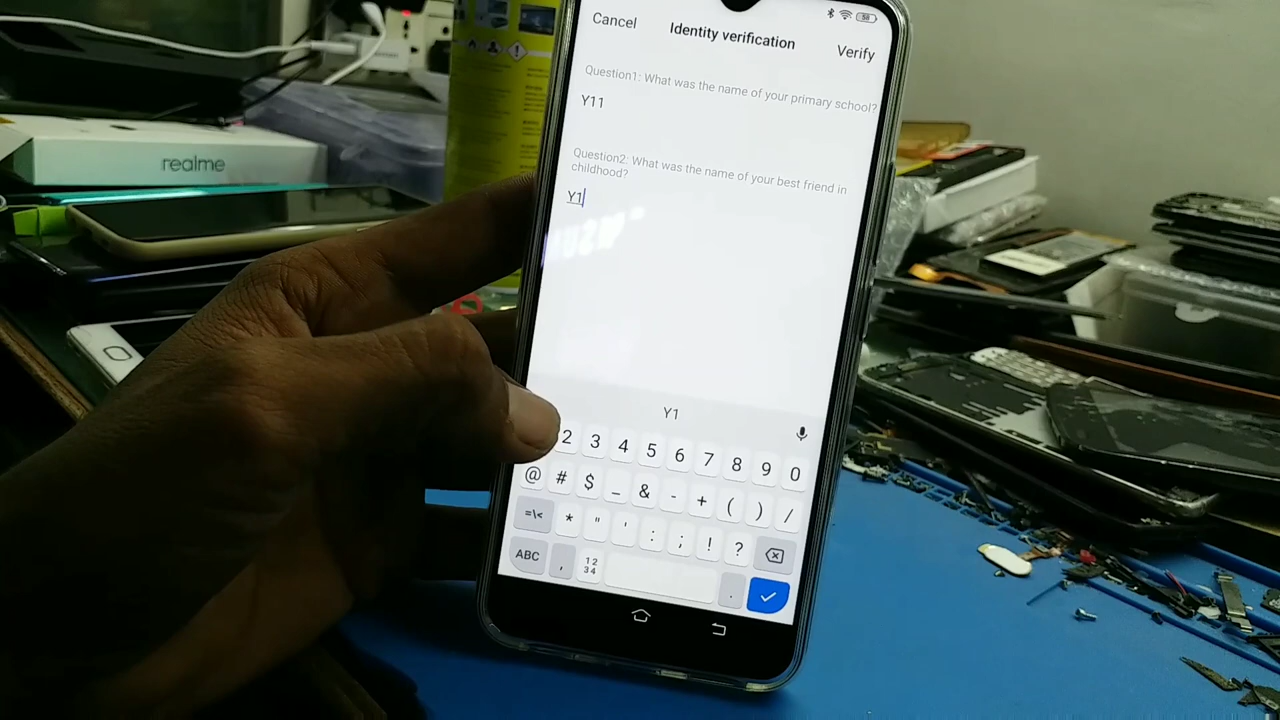 58
Cancel
Identity verification
Verify
Question1: What was the name of your primary school?
Y11
Question2: What was the name of your best friend in
childhood?
Y1
realme
Y1
2 3 4 5 6 7 8 9 0
@ # $ _ & - + ( ) /
=\< * " ' : ; ! ?
ABC , 12 .
34